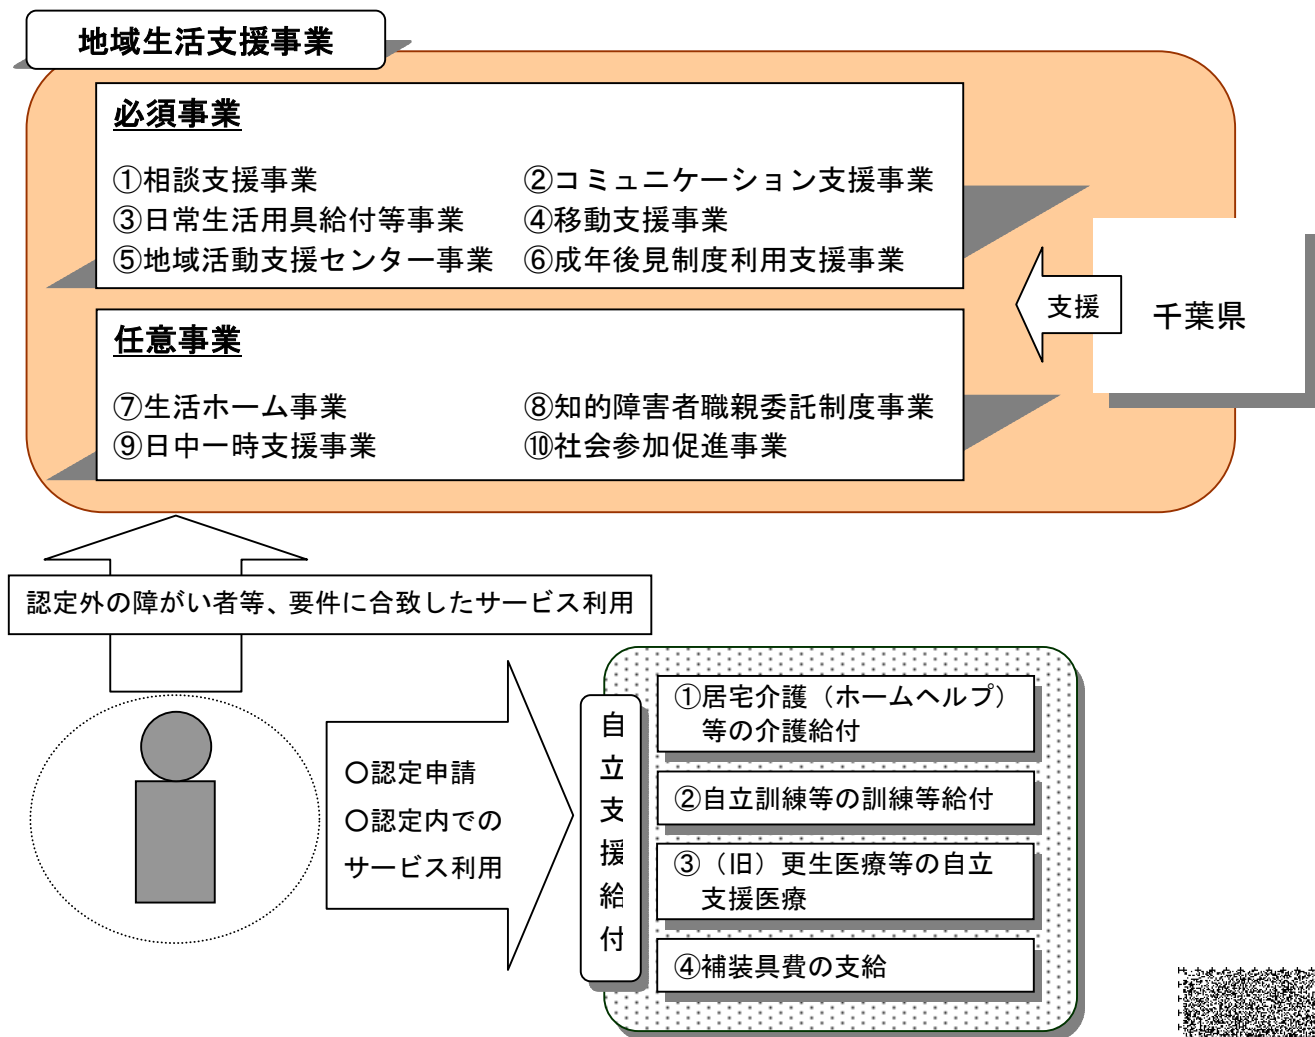 地域生活支援事業
必須事業
①相談支援事業
②コミュニケーション支援事業
③日常生活用具給付等事業
④移動支援事業
⑤地域活動支援センター事業
⑥成年後見制度利用支援事業
支援
千葉県
任意事業
⑦生活ホーム事業
⑧知的障害者職親委託制度事業
⑨日中一時支援事業
⑩社会参加促進事業
認定外の障がい者等、要件に合致したサービス利用
〇認定申請
〇認定内での
サービス利用
自立支援給付
①居宅介護（ホームヘルプ）
等の介護給付
②自立訓練等の訓練等給付
③（旧）更生医療等の自立
支援医療
④補装具費の支給